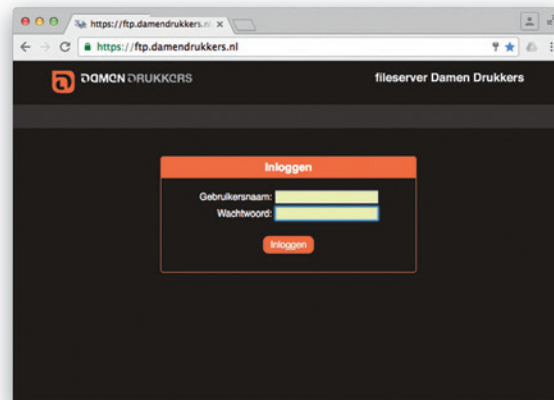 https://ftp.damendrukkers.n
https://ftp.damendrukkers.nl
DAMEN DRUKKERS
fileserver Damen Drukkers
Inloggen
Gebruikersnaam:
Wachtwoord:
Inloggen